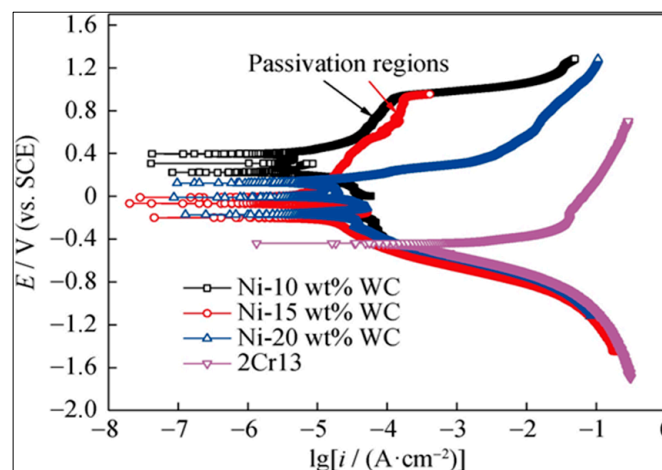 1.6
1.2
Passivation regions
0.8
0.4
0
−0.4
−0.8
−1.2
−1.6
−2.0
E / V (vs. SCE)
Ni-10 wt% WC
Ni-15 wt% WC
Ni-20 wt% WC
2Cr13
−8 −7 −6 −5 −4 −3 −2 −1 0
lg[i / (A·cm⁻²)]